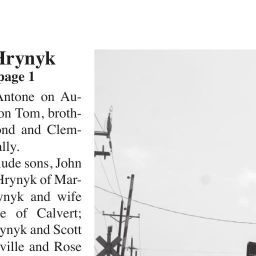 Hrynyk
page 1
Antone on Au-
on Tom, broth-
ond and Clem-
ally.
ude sons, John
Hrynyk of Mar-
ynyk and wife
e of Calvert;
ynyk and Scott
ville and Rose